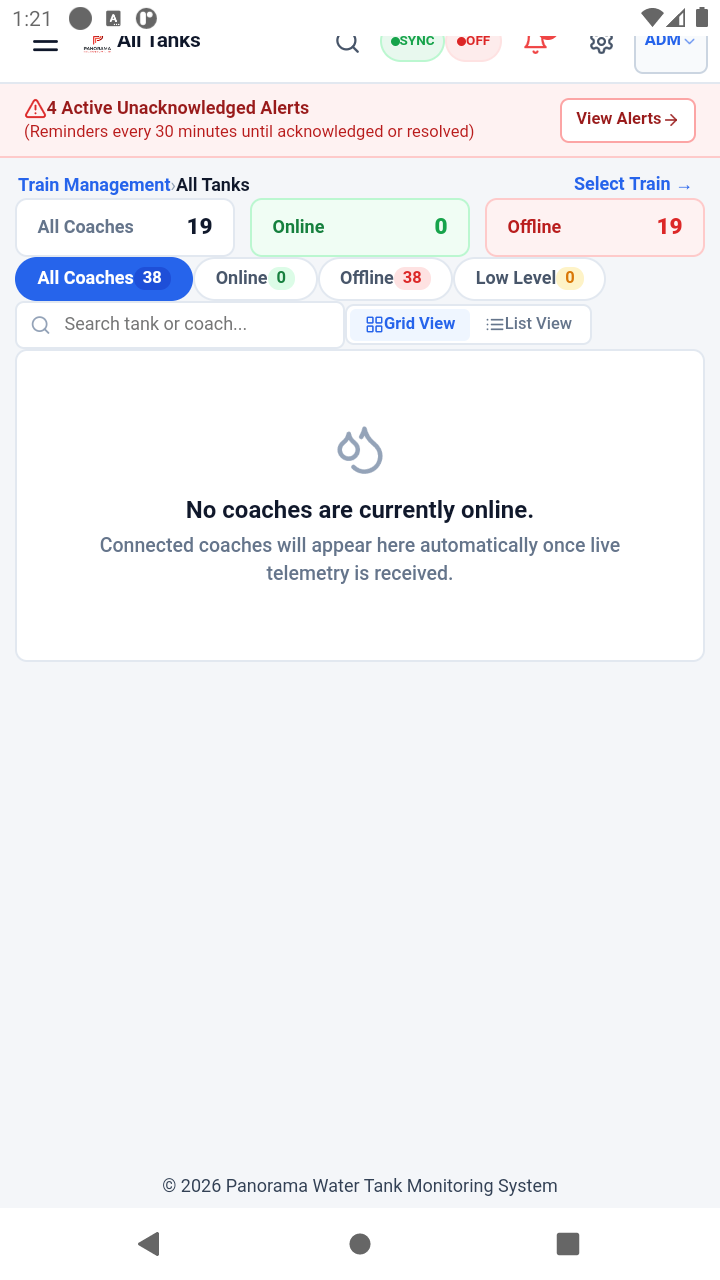 1:21
PANORAMA
All Tanks
SYNC
OFF
ADM
4 Active Unacknowledged Alerts
(Reminders every 30 minutes until acknowledged or resolved)
View Alerts→
Train Management›All Tanks
Select Train →
All Coaches 19
Online 0
Offline 19
All Coaches 38
Online 0
Offline 38
Low Level 0
Search tank or coach...
Grid View
List View
No coaches are currently online.
Connected coaches will appear here automatically once live
telemetry is received.
© 2026 Panorama Water Tank Monitoring System